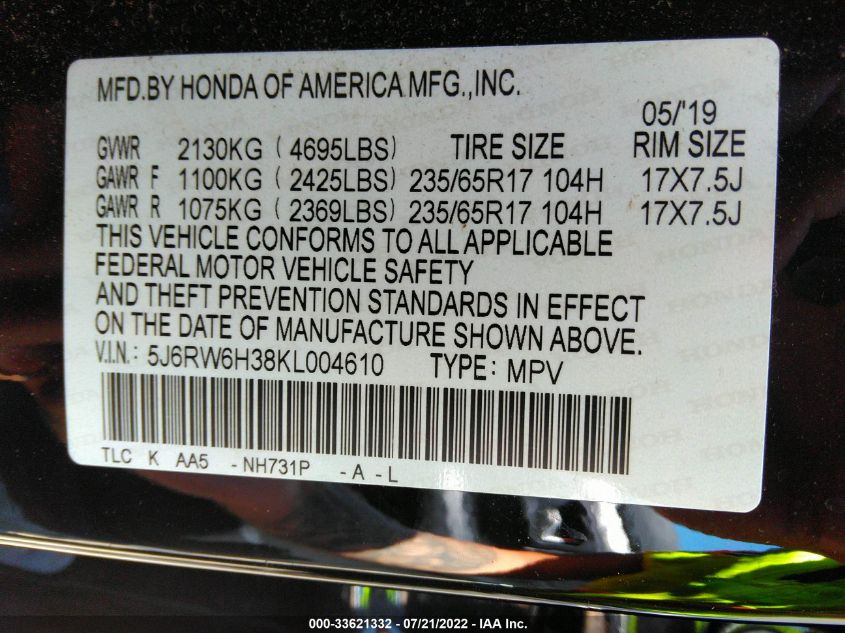 MFD.BY HONDA OF AMERICA MFG.,INC.
05/'19
GVWR 2130KG ( 4695LBS) TIRE SIZE RIM SIZE
GAWR F 1100KG ( 2425LBS) 235/65R17 104H 17X7.5J
GAWR R 1075KG ( 2369LBS) 235/65R17 104H 17X7.5J
THIS VEHICLE CONFORMS TO ALL APPLICABLE
FEDERAL MOTOR VEHICLE SAFETY
AND THEFT PREVENTION STANDARDS IN EFFECT
ON THE DATE OF MANUFACTURE SHOWN ABOVE.
V.I.N.: 5J6RW6H38KL004610 TYPE: MPV
TLC K AA5 -NH731P -A -L
000-33621332 - 07/21/2022 - IAA Inc.